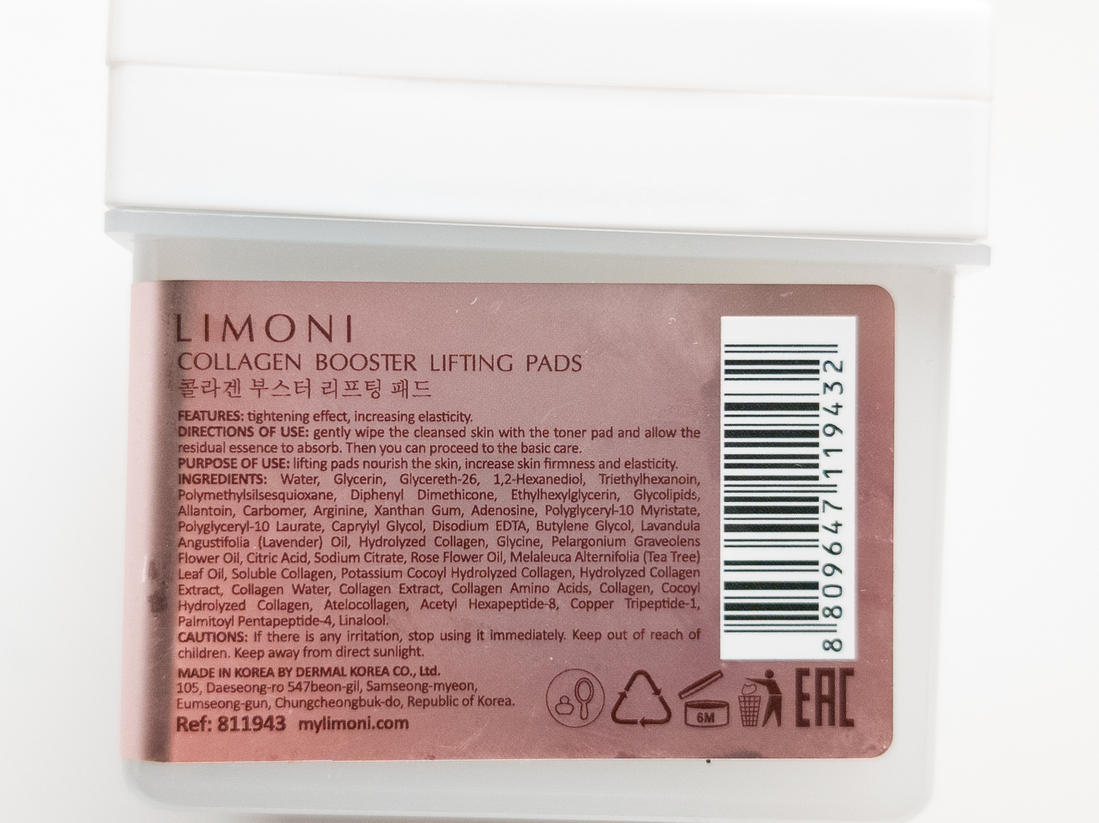 LIMONI
COLLAGEN BOOSTER LIFTING PADS
콜라겐 부스터 리프팅 패드
FEATURES: tightening effect, increasing elasticity.
DIRECTIONS OF USE: gently wipe the cleansed skin with the toner pad and allow the
residual essence to absorb. Then you can proceed to the basic care.
PURPOSE OF USE: lifting pads nourish the skin, increase skin firmness and elasticity.
INGREDIENTS: Water, Glycerin, Glycereth-26, 1,2-Hexanediol, Triethylhexanoin,
Polymethylsilsesquioxane, Diphenyl Dimethicone, Ethylhexylglycerin, Glycolipids,
Allantoin, Carbomer, Arginine, Xanthan Gum, Adenosine, Polyglyceryl-10 Myristate,
Polyglyceryl-10 Laurate, Caprylyl Glycol, Disodium EDTA, Butylene Glycol, Lavandula
Angustifolia (Lavender) Oil, Hydrolyzed Collagen, Glycine, Pelargonium Graveolens
Flower Oil, Citric Acid, Sodium Citrate, Rose Flower Oil, Melaleuca Alternifolia (Tea Tree)
Leaf Oil, Soluble Collagen, Potassium Cocoyl Hydrolyzed Collagen, Hydrolyzed Collagen
Extract, Collagen Water, Collagen Extract, Collagen Amino Acids, Collagen, Cocoyl
Hydrolyzed Collagen, Atelocollagen, Acetyl Hexapeptide-8, Copper Tripeptide-1,
Palmitoyl Pentapeptide-4, Linalool.
CAUTIONS: If there is any irritation, stop using it immediately. Keep out of reach of
children. Keep away from direct sunlight.
MADE IN KOREA BY DERMAL KOREA CO., Ltd.
105, Daeseong-ro 547beon-gil, Samseong-myeon,
Eumseong-gun, Chungcheongbuk-do, Republic of Korea.
Ref: 811943 mylimoni.com
6M
EAC
8 809647 119432